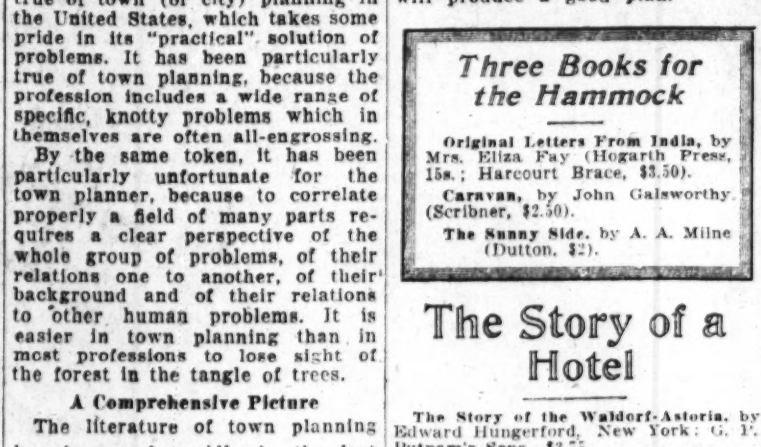 true of town (or city) planning in
the United States, which takes some
pride in its "practical" solution of
problems. It has been particularly
true of town planning, because the
profession includes a wide range of
specific, knotty problems which in
themselves are often all-engrossing.
By the same token, it has been
particularly unfortunate for the
town planner, because to correlate
properly a field of many parts re-
quires a clear perspective of the
whole group of problems, of their
relations one to another, of their
background and of their relations
to other human problems. It is
easier in town planning than in
most professions to lose sight of
the forest in the tangle of trees.
A Comprehensive Picture
The literature of town planning
Three Books for
the Hammock
Original Letters From India, by
Mrs. Eliza Fay (Hogarth Press,
15s.; Harcourt Brace, $3.50).
Caravan, by John Galsworthy.
(Scribner, $2.50).
The Sunny Side, by A. A. Milne
(Dutton, $2).
The Story of a
Hotel
The Story of the Waldorf-Astoria, by
Edward Hungerford, New York: G. P.